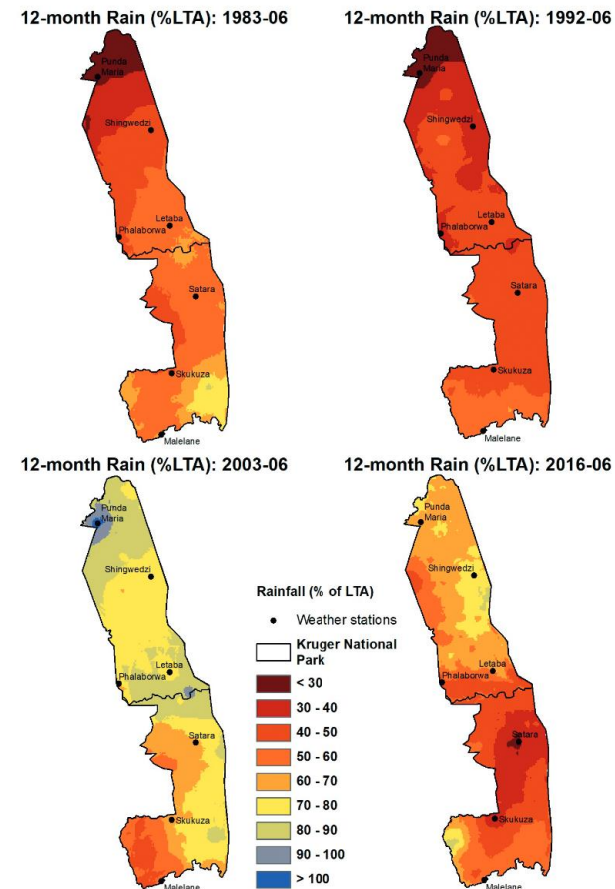 12-month Rain (%LTA): 1983-06
Punda
Maria
Shingwedzi
Letaba
Phalaborwa
Satara
Skukuza
Malelane
12-month Rain (%LTA): 1992-06
Punda
Maria
Shingwedzi
Letaba
Phalaborwa
Satara
Skukuza
Malelane
12-month Rain (%LTA): 2003-06
Punda
Maria
Shingwedzi
Letaba
Phalaborwa
Satara
Skukuza
Malelane
Rainfall (% of LTA)
Weather stations
Kruger National
Park
< 30
30 - 40
40 - 50
50 - 60
60 - 70
70 - 80
80 - 90
90 - 100
> 100
12-month Rain (%LTA): 2016-06
Punda
Maria
Shingwedzi
Letaba
Phalaborwa
Satara
Skukuza
Malelane